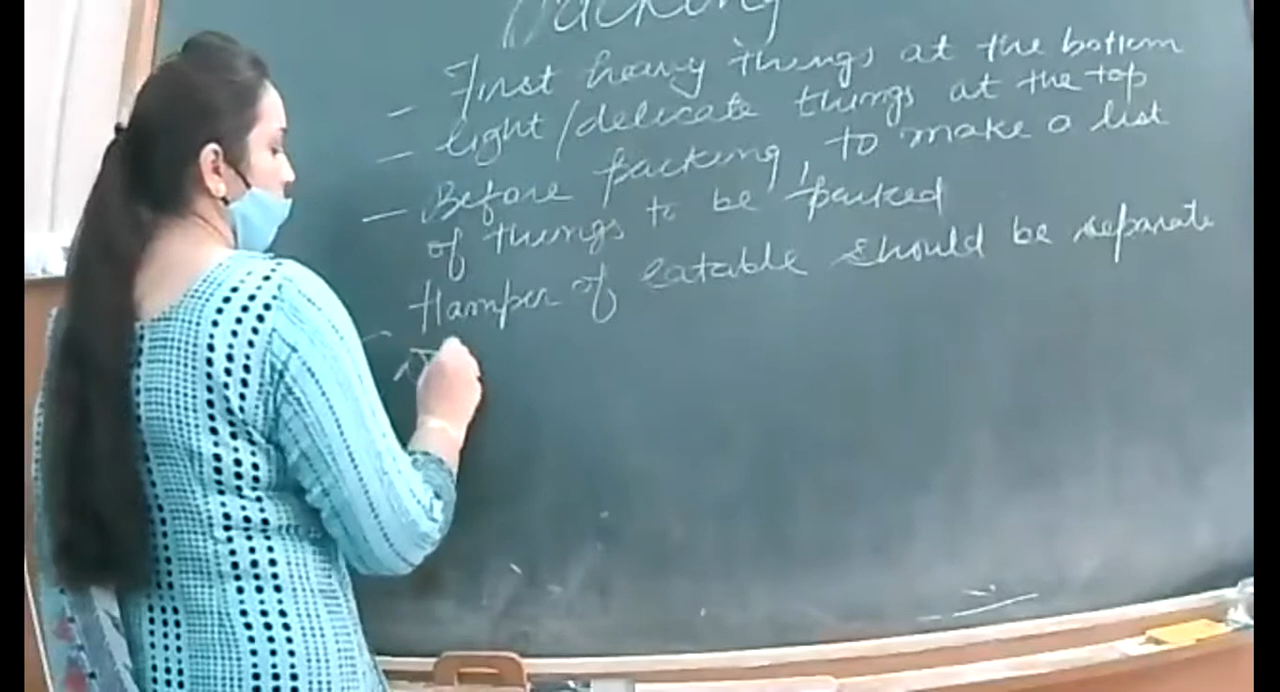 Packing
- First heavy things at the bottom
- light/delicate things at the top
- Before packing, to make a list
of things to be packed
- Hamper of eatable should be separate